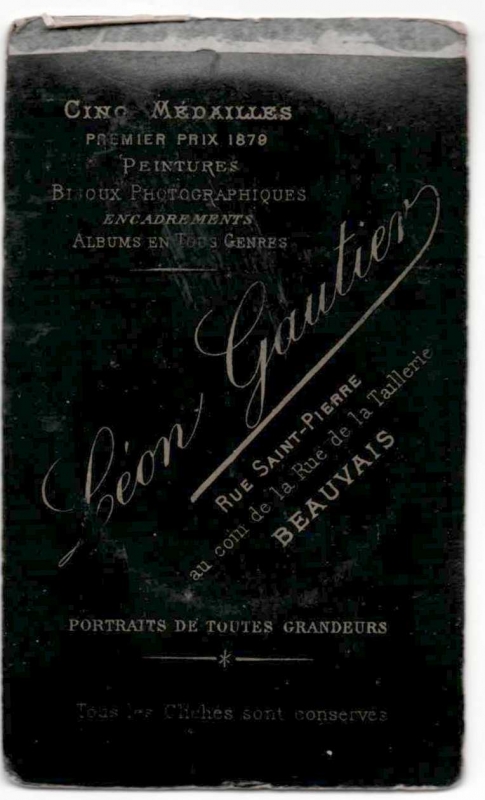 CINQ MÉDAILLES
PREMIER PRIX 1879
PEINTURES
BIJOUX PHOTOGRAPHIQUES
ENCADREMENTS
ALBUMS EN TOUS GENRES
Léon Gautier
RUE SAINT-PIERRE
au coin de la Rue de la Taillerie
BEAUVAIS
PORTRAITS DE TOUTES GRANDEURS
Tous les Clichés sont conservés